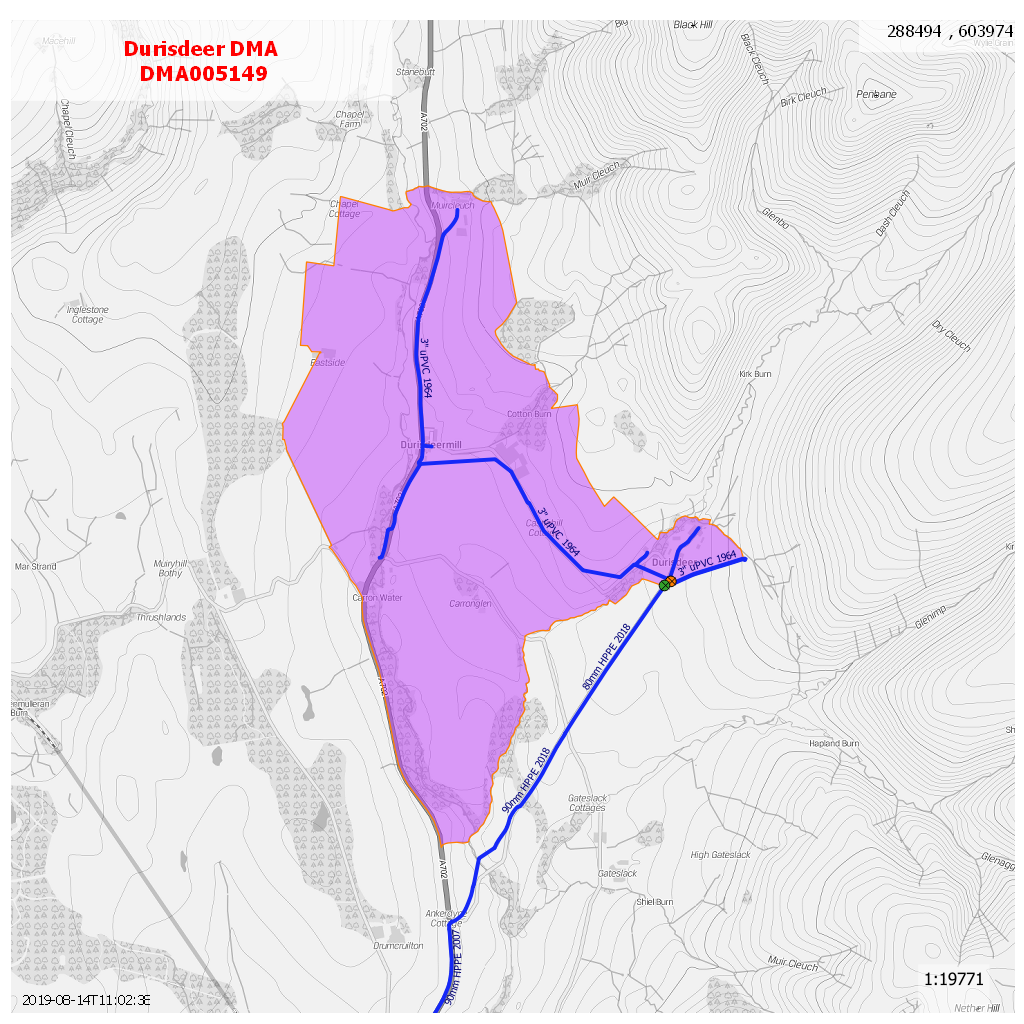 Durisdeer DMA
DMA005149
288494 , 603974
Black Hill
Macehill
Stanebutt
Black Cleuch
Penbane
Birk Cleuch
Chapel Cleuch
Chapel
Farm
A702
Muir Cleuch
Chapel
Cottage
Muircleuch
Glenbo
Dash Cleuch
Inglestone
Cottage
Dry Cleuch
Eastside
3" uPVC 1964
Kirk Burn
Cotton Burn
Durisdeermill
A702
3" uPVC 1964
Durisdeer
3" uPVC 1964
Mar Strand
Muiryhill
Bothy
Carron Water
Carronglen
Thrushlands
Glenimp
80mm HPPE 2018
A702
Burn
Hapland Burn
90mm HPPE 2018
Gateslack
Cottages
High Gateslack
A702
Gateslack
Shiel Burn
Drumcruilton
90mm HPPE 2007
Muir Cleuch
1:19771
2019-08-14T11:02:3E
Nether Hill